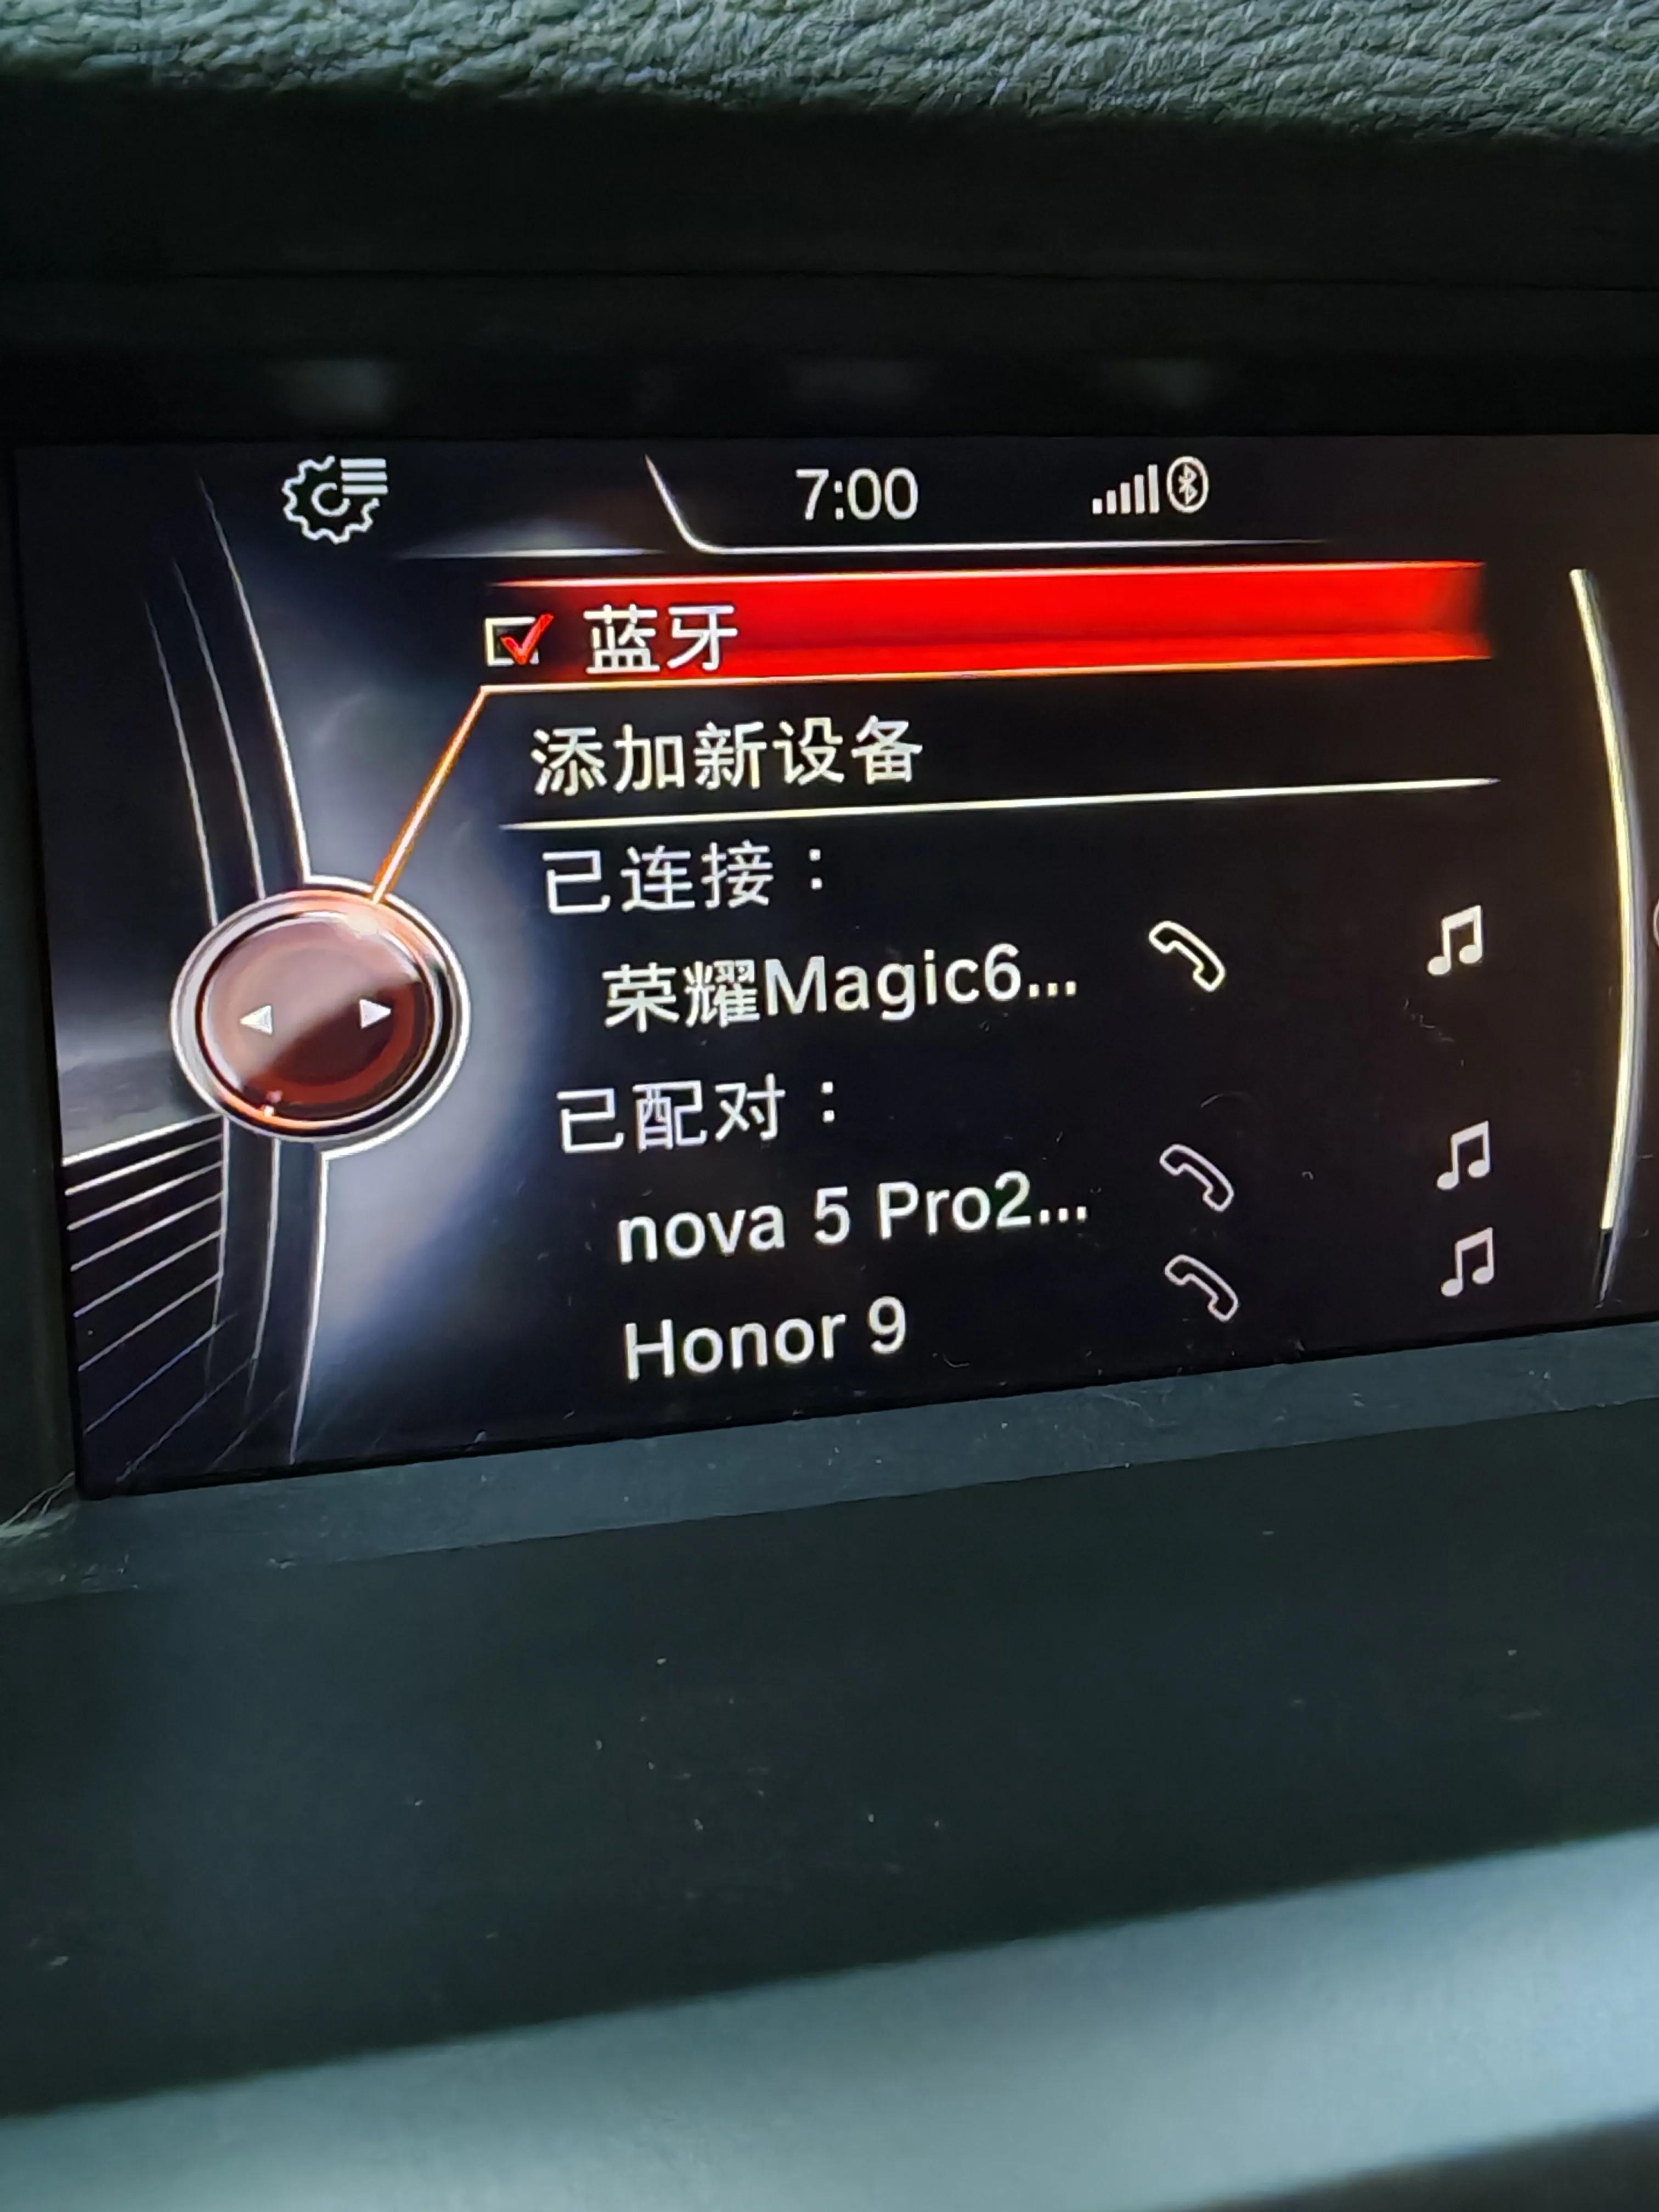 7:00
蓝牙
添加新设备
已连接：
荣耀Magic6...
已配对：
nova 5 Pro2...
Honor 9